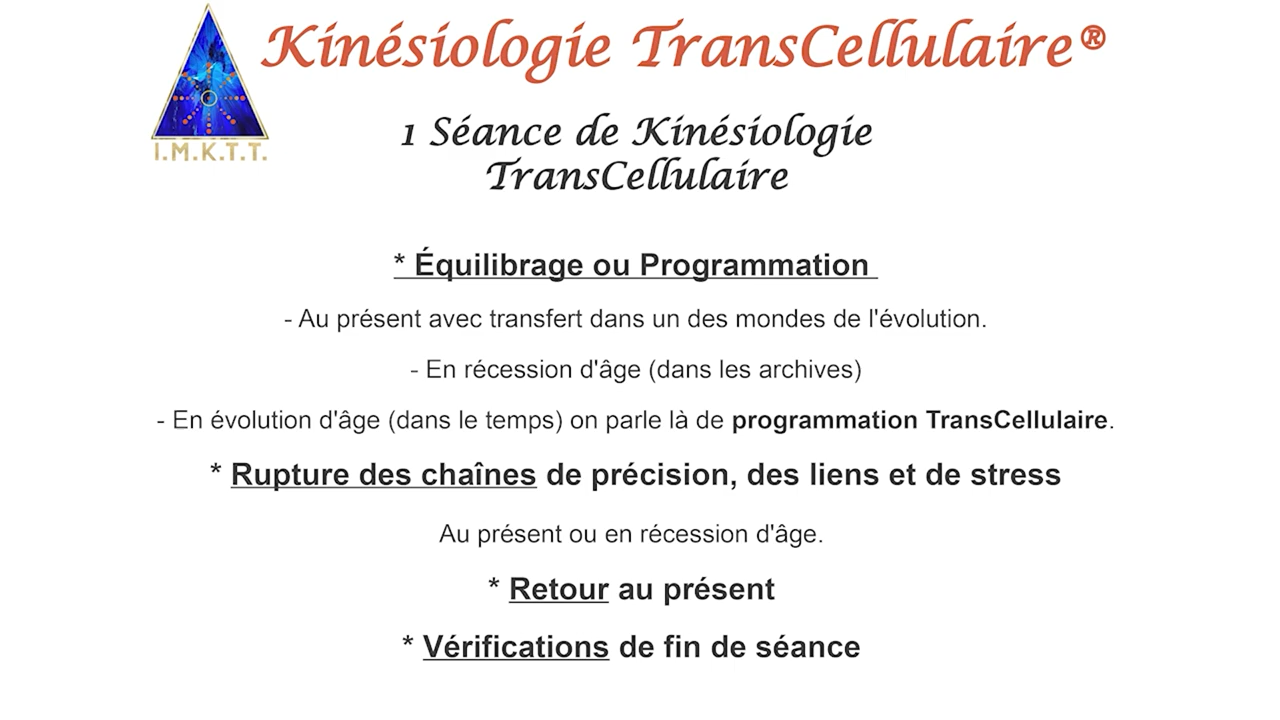 Kinésiologie TransCellulaire®
I.M.K.T.T.
1 Séance de Kinésiologie
TransCellulaire
* Équilibrage ou Programmation
- Au présent avec transfert dans un des mondes de l'évolution.
- En récession d'âge (dans les archives)
- En évolution d'âge (dans le temps) on parle là de programmation TransCellulaire.
* Rupture des chaînes de précision, des liens et de stress
Au présent ou en récession d'âge.
* Retour au présent
* Vérifications de fin de séance